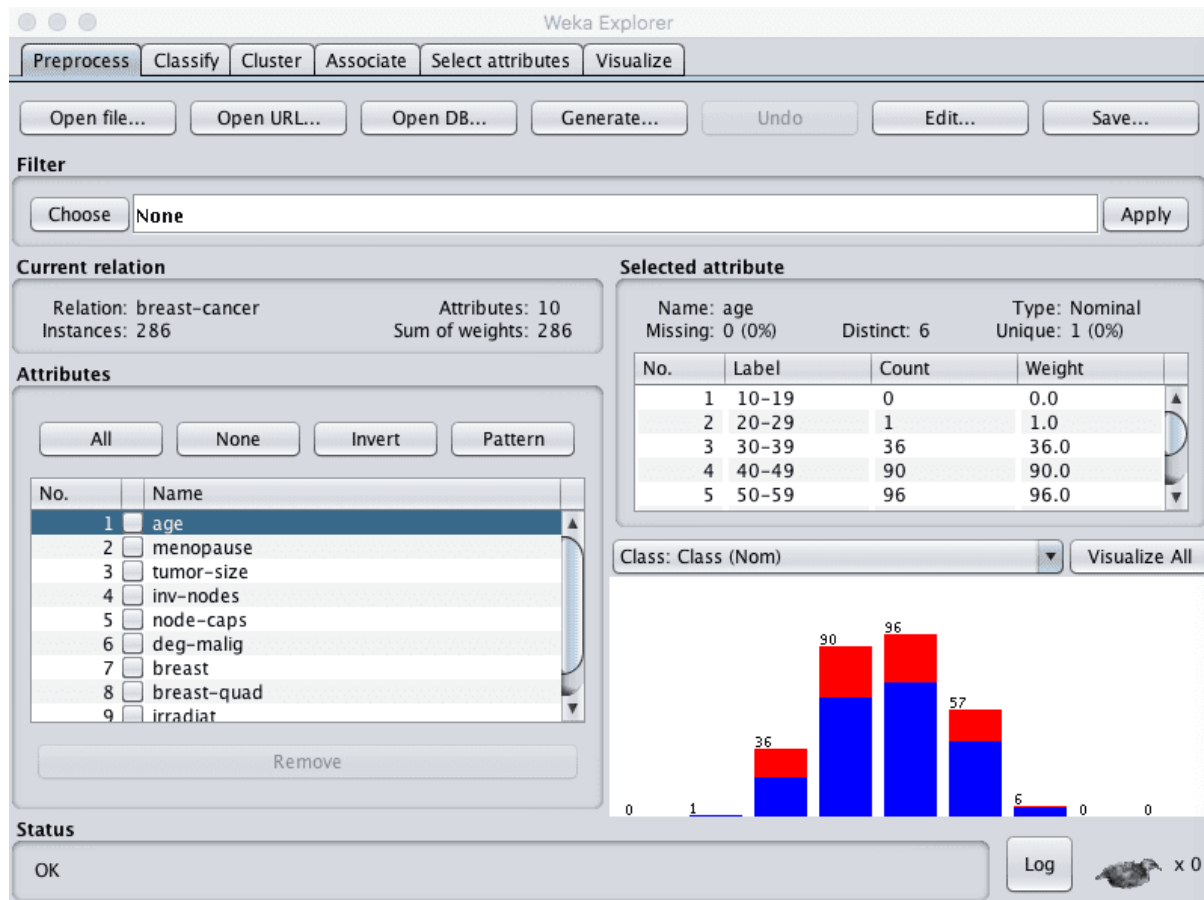 Weka Explorer
Preprocess Classify Cluster Associate Select attributes Visualize
Open file... Open URL... Open DB... Generate... Undo Edit... Save...
Filter
Choose None Apply
Current relation
Relation: breast-cancer Attributes: 10
Instances: 286 Sum of weights: 286
Attributes
All None Invert Pattern
No. Name
1 age
2 menopause
3 tumor-size
4 inv-nodes
5 node-caps
6 deg-malig
7 breast
8 breast-quad
9 irradiat
Remove
Selected attribute
Name: age Type: Nominal
Missing: 0 (0%) Distinct: 6 Unique: 1 (0%)
No. Label Count Weight
1 10-19 0 0.0
2 20-29 1 1.0
3 30-39 36 36.0
4 40-49 90 90.0
5 50-59 96 96.0
Class: Class (Nom) Visualize All
0 1 36 90 96 57 6 0 0
Status
OK Log x 0